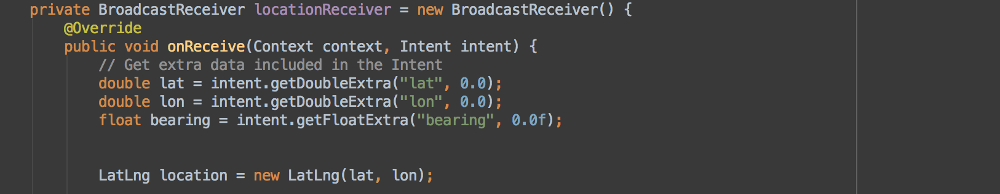 private BroadcastReceiver locationReceiver = new BroadcastReceiver() {
@Override
public void onReceive(Context context, Intent intent) {
// Get extra data included in the Intent
double lat = intent.getDoubleExtra("lat", 0.0);
double lon = intent.getDoubleExtra("lon", 0.0);
float bearing = intent.getFloatExtra("bearing", 0.0f);
LatLng location = new LatLng(lat, lon);